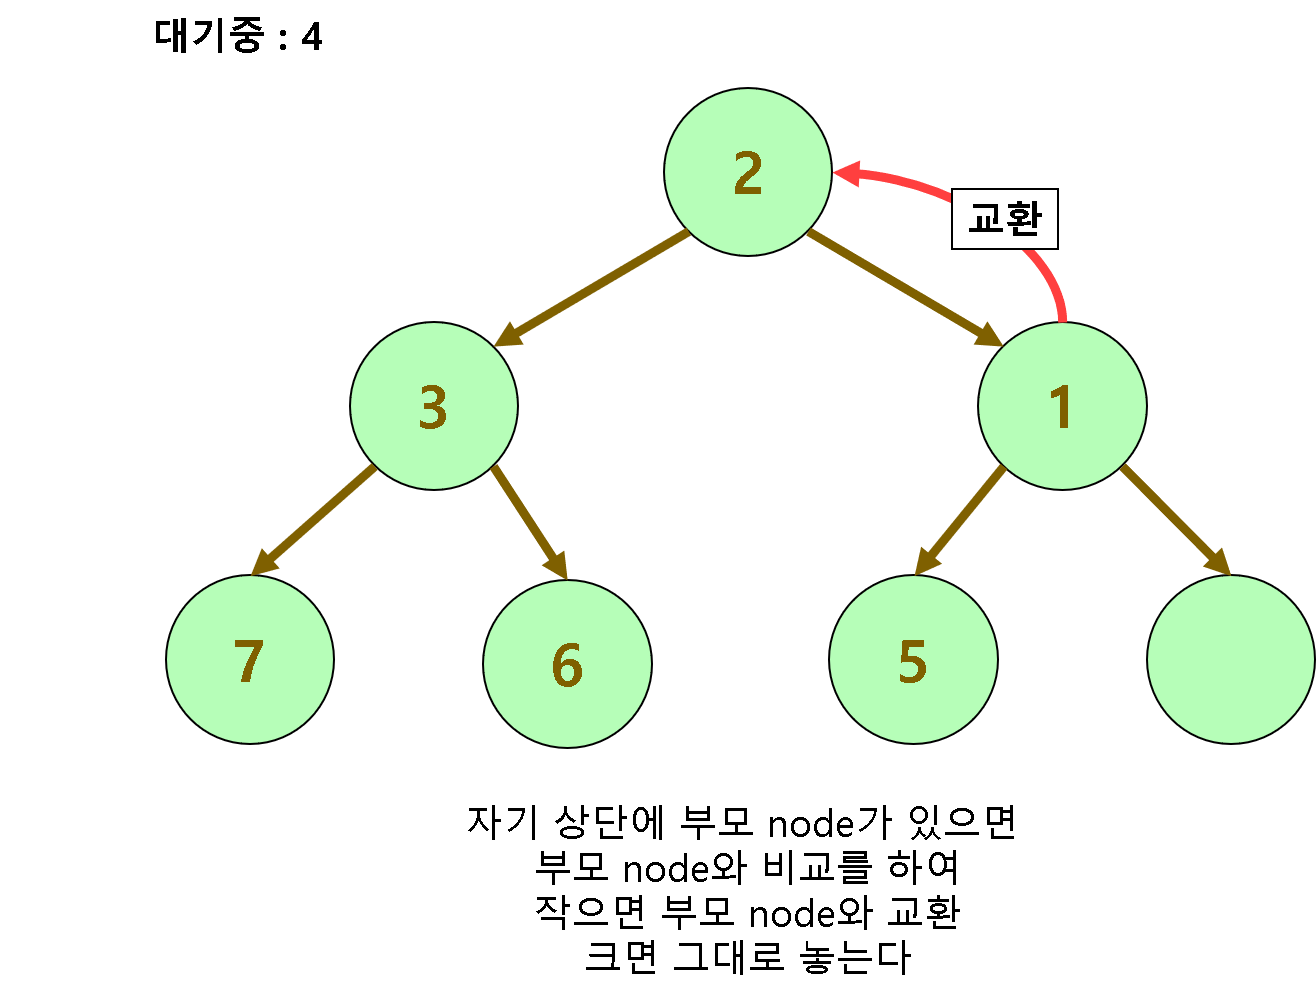 대기중 : 4
2
교환
3
1
7
6
5
자기 상단에 부모 node가 있으면
부모 node와 비교를 하여
작으면 부모 node와 교환
크면 그대로 놓는다